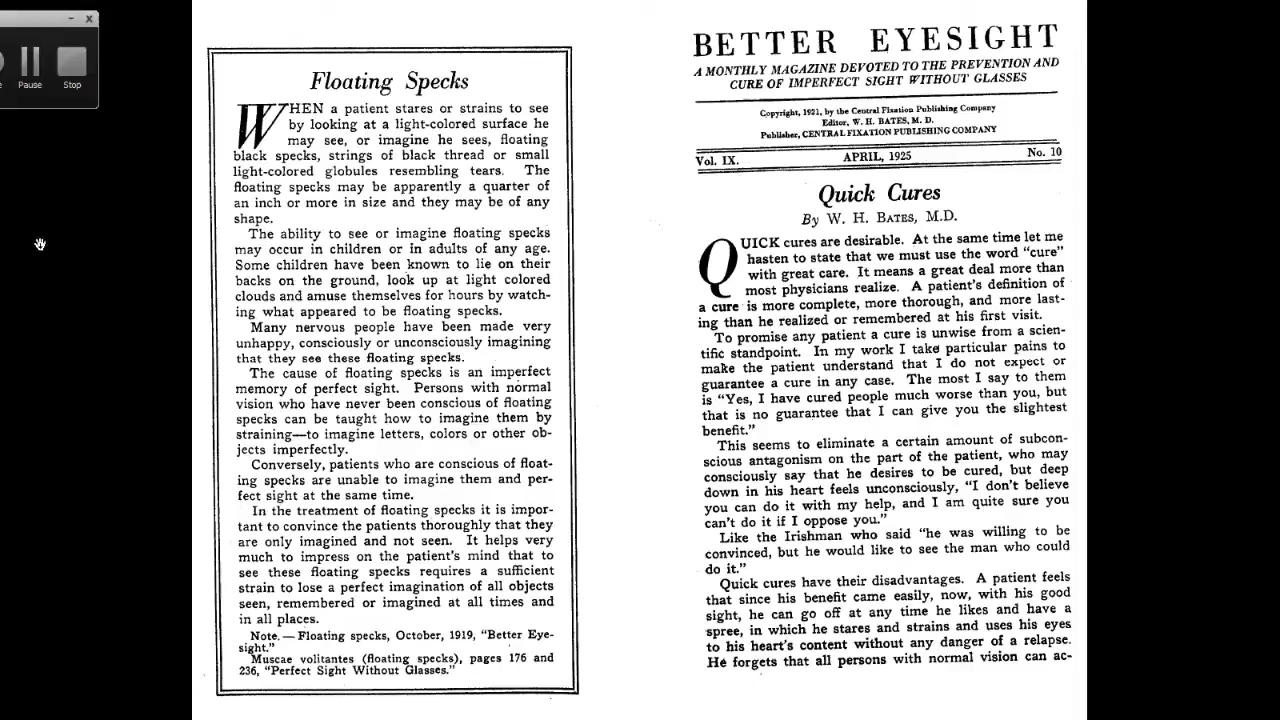 – x
e Pause Stop
Floating Specks
WHEN a patient stares or strains to see
by looking at a light-colored surface he
may see, or imagine he sees, floating
black specks, strings of black thread or small
light-colored globules resembling tears. The
floating specks may be apparently a quarter of
an inch or more in size and they may be of any
shape.
The ability to see or imagine floating specks
may occur in children or in adults of any age.
Some children have been known to lie on their
backs on the ground, look up at light colored
clouds and amuse themselves for hours by watch-
ing what appeared to be floating specks.
Many nervous people have been made very
unhappy, consciously or unconsciously imagining
that they see these floating specks.
The cause of floating specks is an imperfect
memory of perfect sight. Persons with normal
vision who have never been conscious of floating
specks can be taught how to imagine them by
straining—to imagine letters, colors or other ob-
jects imperfectly.
Conversely, patients who are conscious of float-
ing specks are unable to imagine them and per-
fect sight at the same time.
In the treatment of floating specks it is impor-
tant to convince the patients thoroughly that they
are only imagined and not seen. It helps very
much to impress on the patient's mind that to
see these floating specks requires a sufficient
strain to lose a perfect imagination of all objects
seen, remembered or imagined at all times and
in all places.
Note.—Floating specks, October, 1919, "Better Eye-
sight."
Muscae volitantes (floating specks), pages 176 and
236, "Perfect Sight Without Glasses."
BETTER EYESIGHT
A MONTHLY MAGAZINE DEVOTED TO THE PREVENTION AND
CURE OF IMPERFECT SIGHT WITHOUT GLASSES
Copyright, 1921, by the Central Fixation Publishing Company
Editor, W. H. BATES, M. D.
Publisher, CENTRAL FIXATION PUBLISHING COMPANY
Vol. IX. APRIL, 1925 No. 10
Quick Cures
By W. H. BATES, M.D.
QUICK cures are desirable. At the same time let me
hasten to state that we must use the word "cure"
with great care. It means a great deal more than
most physicians realize. A patient's definition of
a cure is more complete, more thorough, and more last-
ing than he realized or remembered at his first visit.
To promise any patient a cure is unwise from a scien-
tific standpoint. In my work I take particular pains to
make the patient understand that I do not expect or
guarantee a cure in any case. The most I say to them
is "Yes, I have cured people much worse than you, but
that is no guarantee that I can give you the slightest
benefit."
This seems to eliminate a certain amount of subcon-
scious antagonism on the part of the patient, who may
consciously say that he desires to be cured, but deep
down in his heart feels unconsciously, "I don't believe
you can do it with my help, and I am quite sure you
can't do it if I oppose you."
Like the Irishman who said "he was willing to be
convinced, but he would like to see the man who could
do it."
Quick cures have their disadvantages. A patient feels
that since his benefit came easily, now, with his good
sight, he can go off at any time he likes and have a
spree, in which he stares and strains and uses his eyes
to his heart's content without any danger of a relapse.
He forgets that all persons with normal vision can ac-